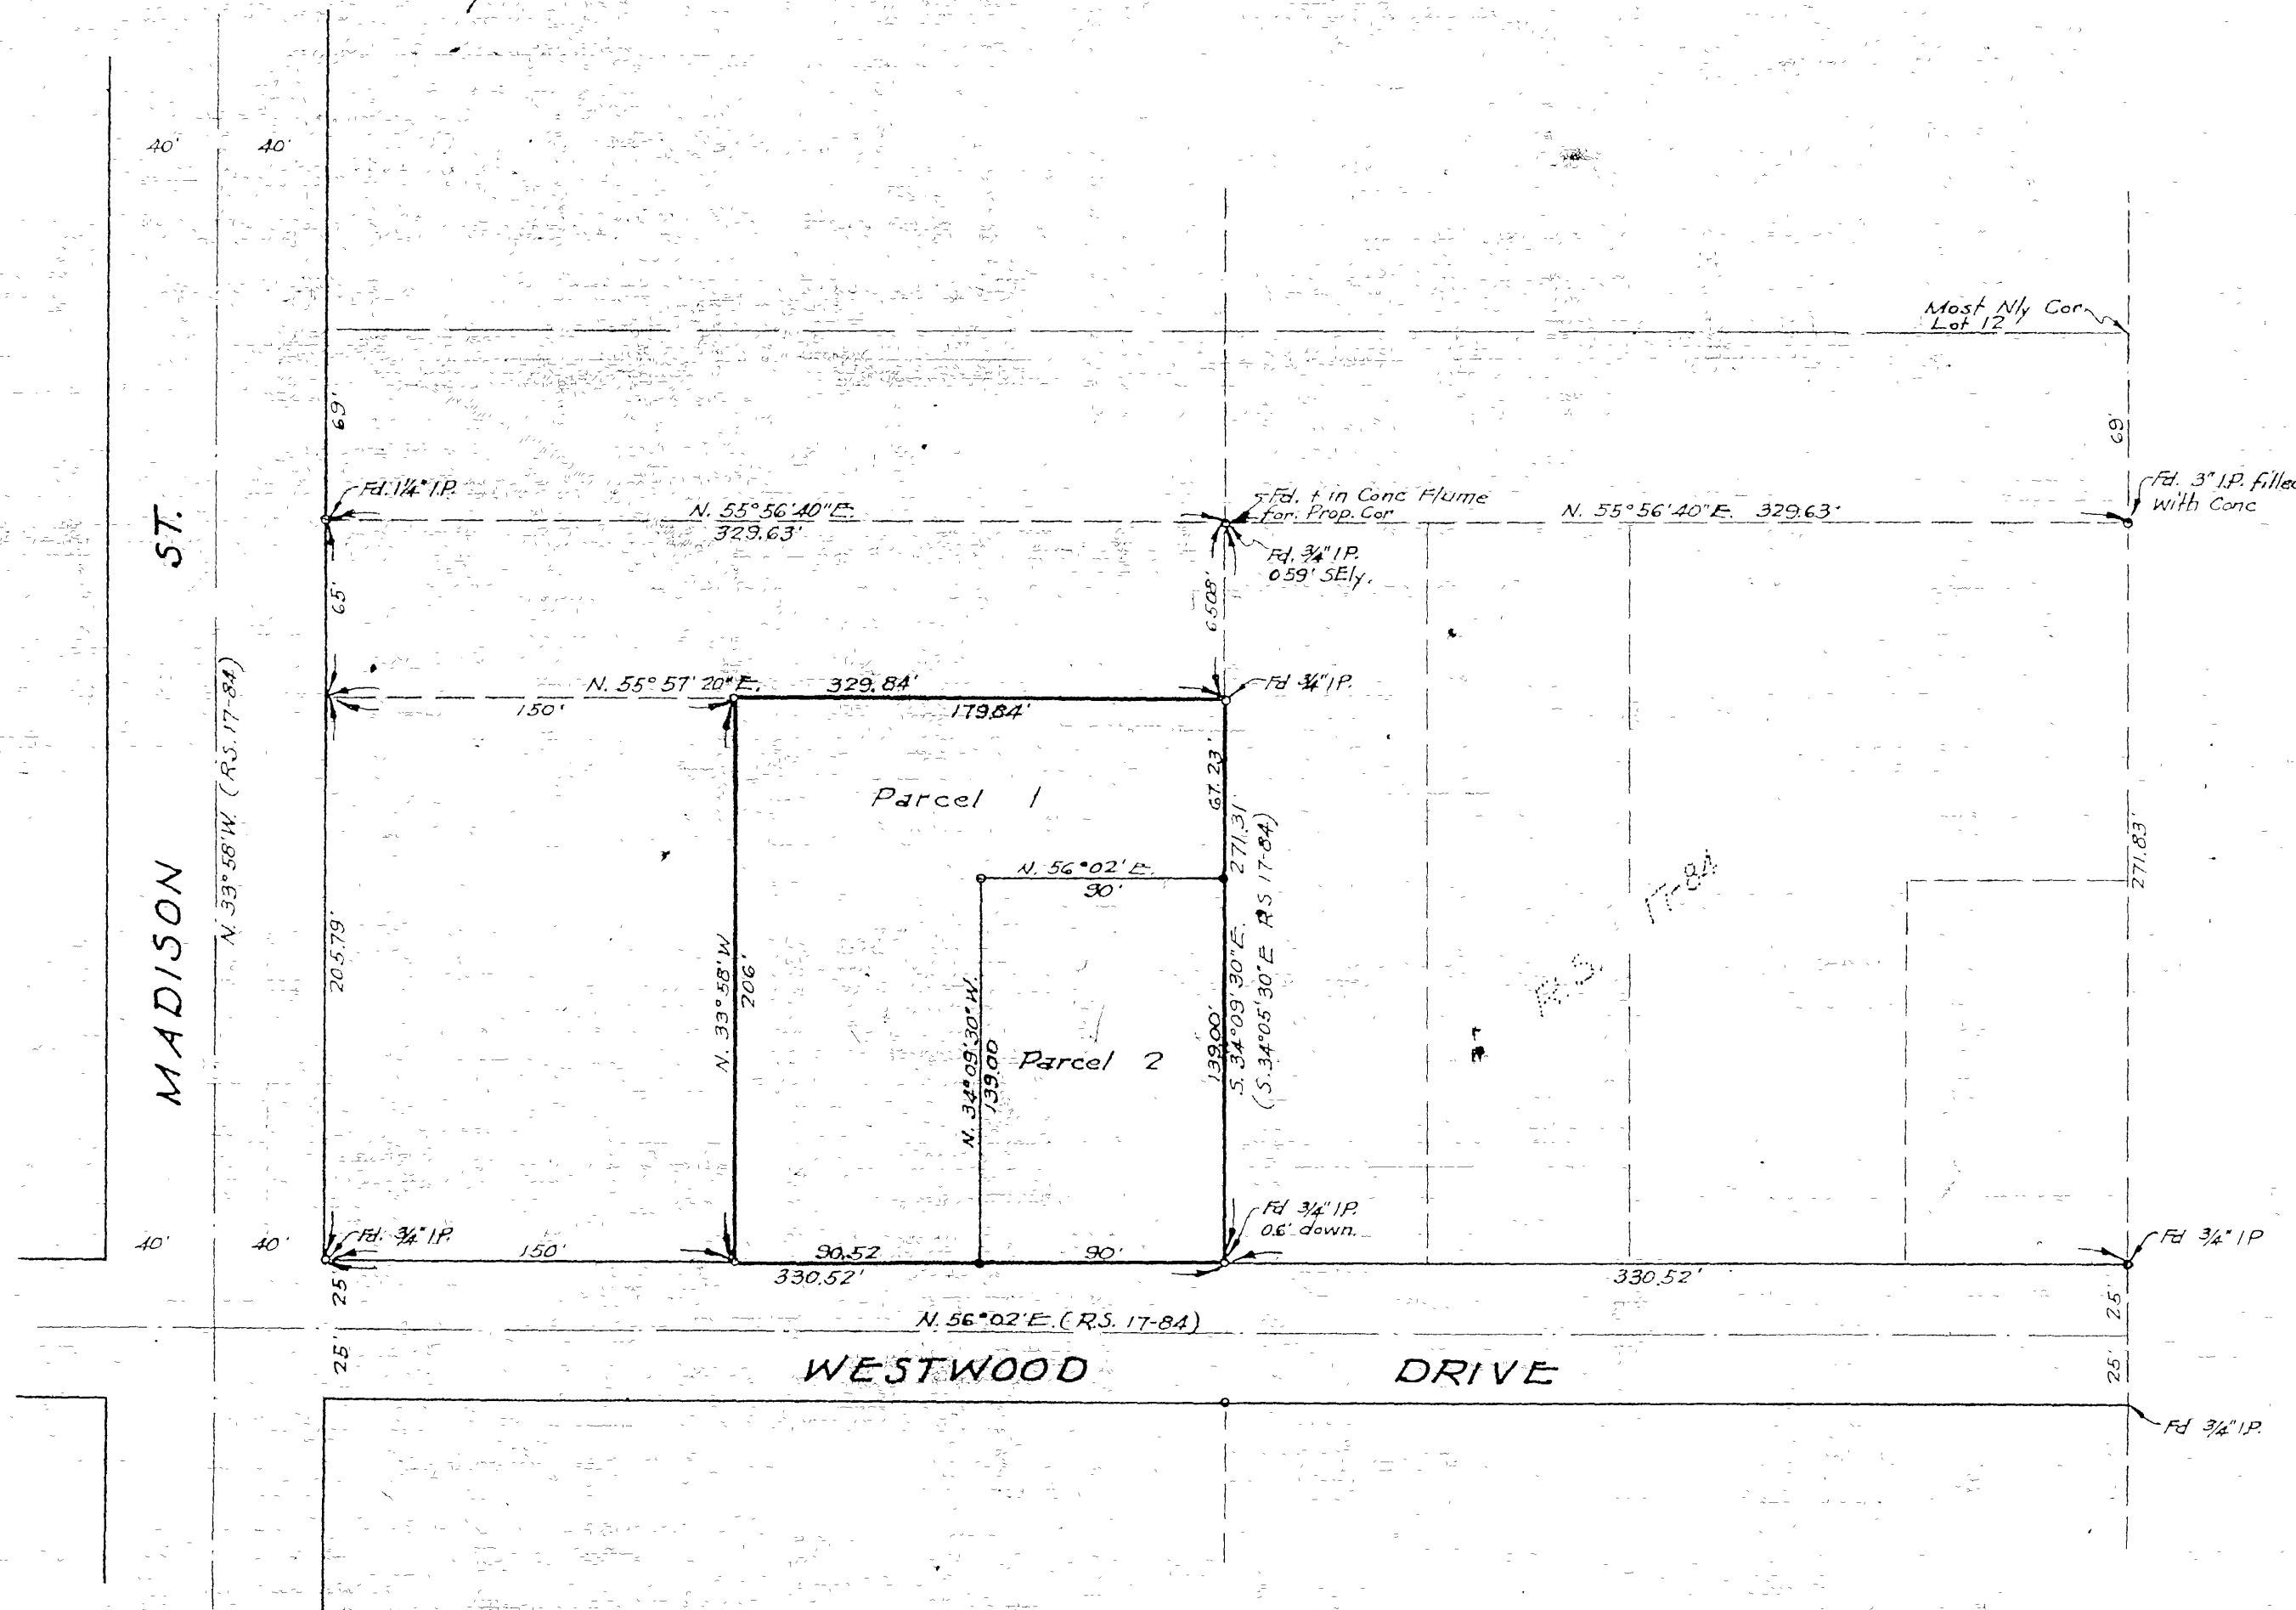 40'
40'
Most Nly Cor
Lot 12
69'
69'
Fd. 1¼" I.P.
N. 55°56'40"E.
329.63'
Fd. + in Conc Flume
for. Prop. Cor
N. 55°56'40"E. 329.63'
Fd. 3" I.P. filled
with Conc
Fd. ¾" I.P.
0.59' SEly.
65'
65.08'
MADISON ST.
N. 33°58'W. (R.S. 17-84)
N. 55°57'20"E. 329.84'
150'
179.84'
Fd ¾" I.P.
67.23'
Parcel 1
271.31'
N. 56°02'E.
90'
S. 34°09'30"E.
(S. 34°05'30"E RS 17-84)
R.S. 17-84
271.83'
205.79'
N. 33°58'W
206'
N. 34°09'30"W.
139.00
Parcel 2
139.00'
Fd ¾" I.P.
0.6' down.
40'
40'
Fd. ¾" I.P.
150'
90.52
90'
330.52'
330.52'
Fd ¾" I.P
25'
25'
N. 56°02'E. (R.S. 17-84)
25'
25'
WESTWOOD DRIVE
Fd ¾" I.P.